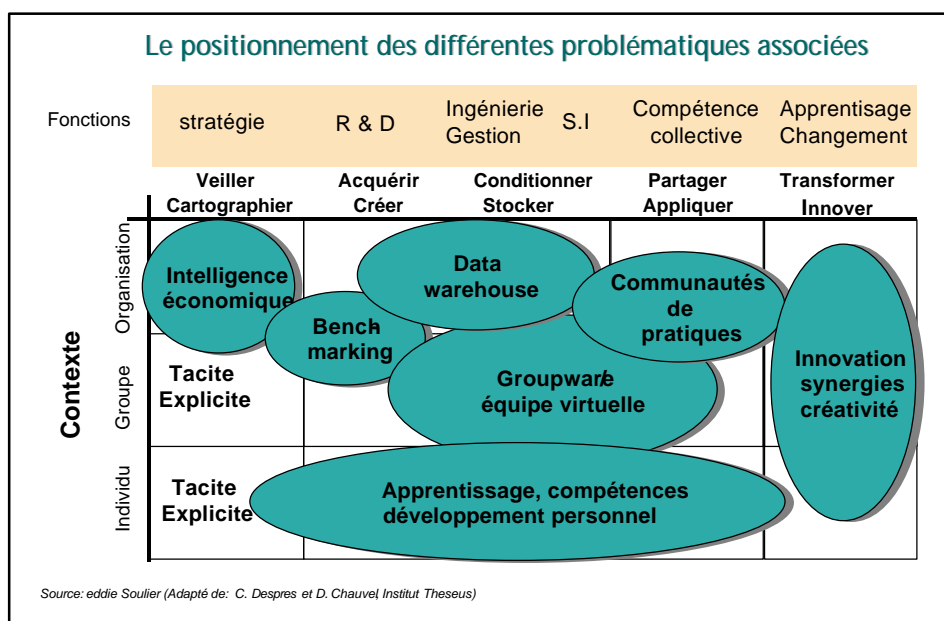 Le positionnement des différentes problématiques associées
Fonctions
stratégie
R & D
Ingénierie
Gestion
S.I
Compétence
collective
Apprentisage
Changement
Veiller
Cartographier
Acquérir
Créer
Conditionner
Stocker
Partager
Appliquer
Transformer
Innover
Contexte
Organisation
Groupe
Individu
Intelligence
économique
Bench-
marking
Data
warehouse
Communautés
de
pratiques
Groupware/
équipe virtuelle
Innovation
synergies
créativité
Tacite
Explicite
Tacite
Explicite
Apprentissage, compétences
développement personnel
Source: eddie Soulier (Adapté de: C. Despres et D. Chauvel, Institut Theseus)